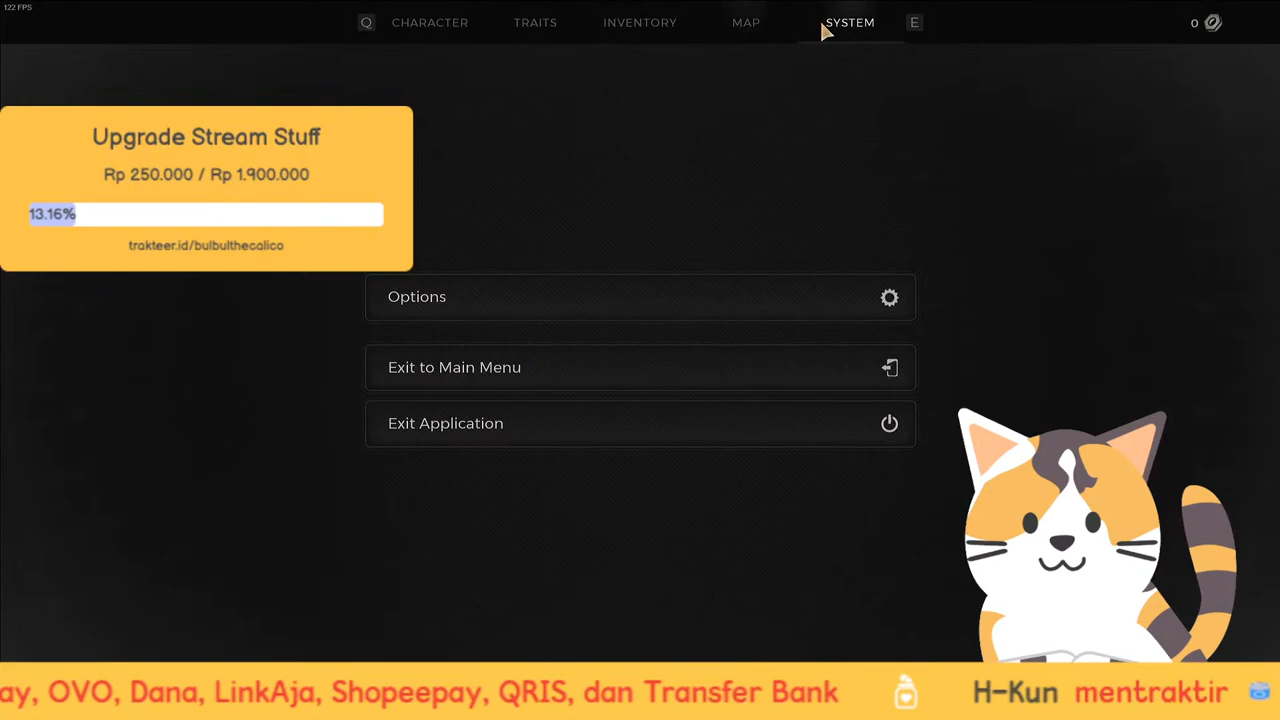 122 FPS
Q CHARACTER TRAITS INVENTORY MAP SYSTEM E 0
Upgrade Stream Stuff
Rp 250.000 / Rp 1.900.000
13.16%
trakteer.id/bulbulthecalico
Options
Exit to Main Menu
Exit Application
ay, OVO, Dana, LinkAja, Shopeepay, QRIS, dan Transfer Bank H-Kun mentraktir